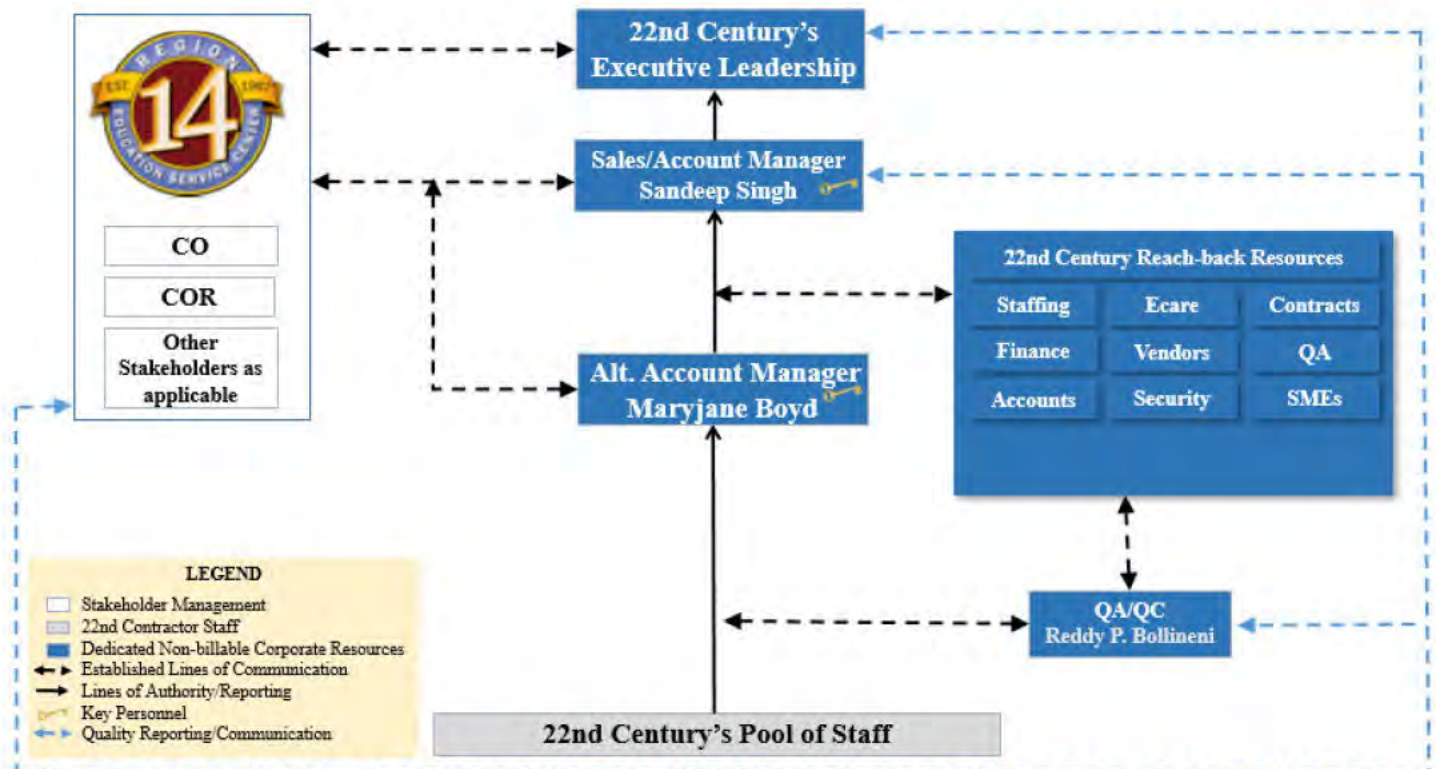 REGION
EST
1967
14
EDUCATION SERVICE CENTER
CO
COR
Other
Stakeholders as
applicable
22nd Century's
Executive Leadership
Sales/Account Manager
Sandeep Singh
Alt. Account Manager
Maryjane Boyd
22nd Century Reach-back Resources
Staffing
Ecare
Contracts
Finance
Vendors
QA
Accounts
Security
SMEs
QA/QC
Reddy P. Bollineni
22nd Century's Pool of Staff
LEGEND
Stakeholder Management
22nd Contractor Staff
Dedicated Non-billable Corporate Resources
Established Lines of Communication
Lines of Authority/Reporting
Key Personnel
Quality Reporting/Communication